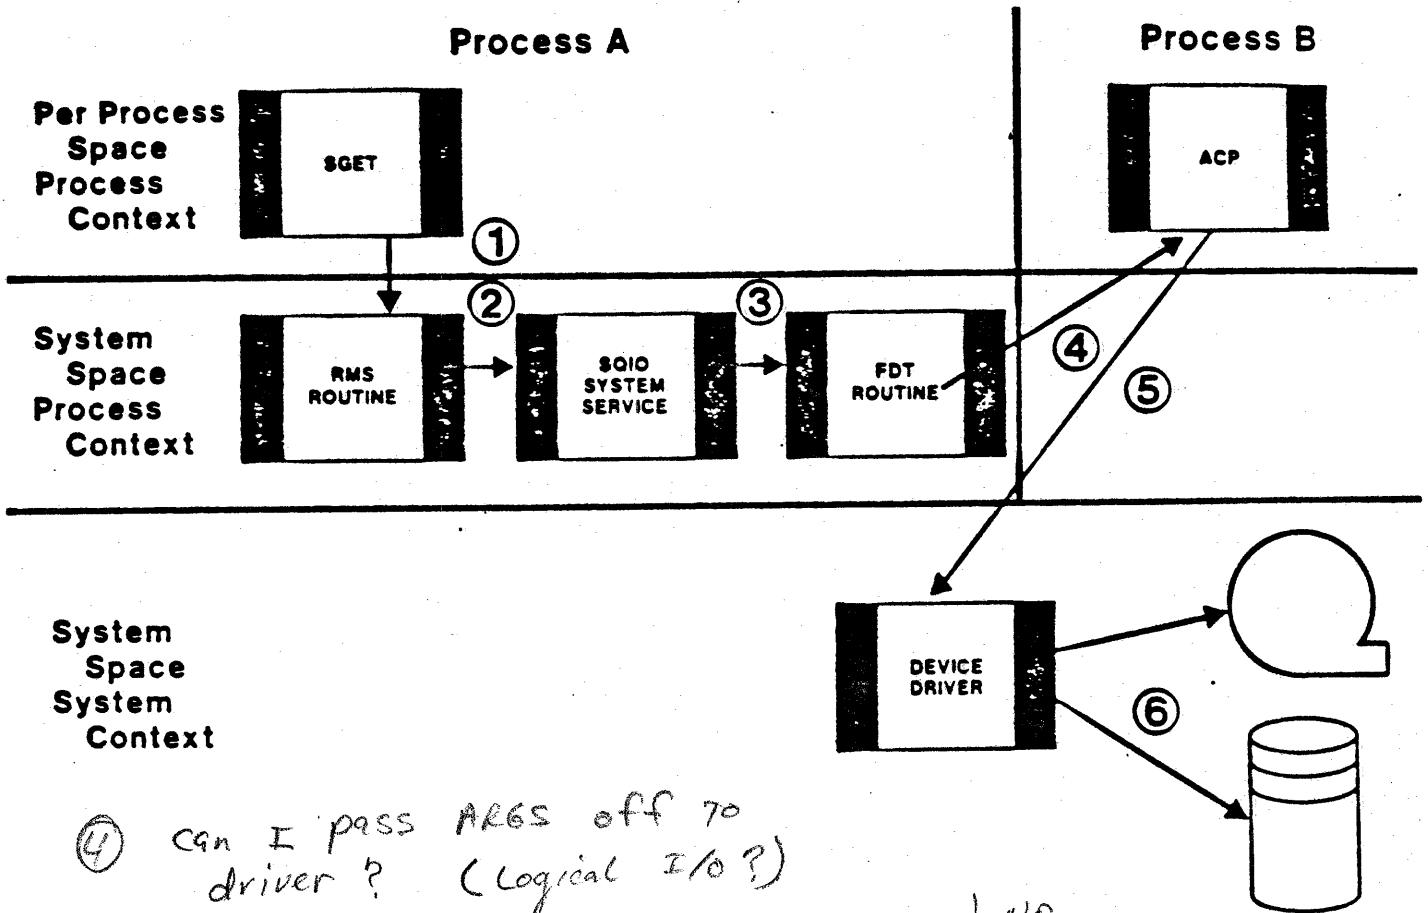 Process A
Process B
Per Process
Space
Process
Context
$GET
ACP
①
②
③
System
Space
Process
Context
RMS
ROUTINE
$QIO
SYSTEM
SERVICE
FDT
ROUTINE
④
⑤
System
Space
System
Context
DEVICE
DRIVER
⑥
④ Can I pass ARGS off to
driver ? (Logical I/O ?)